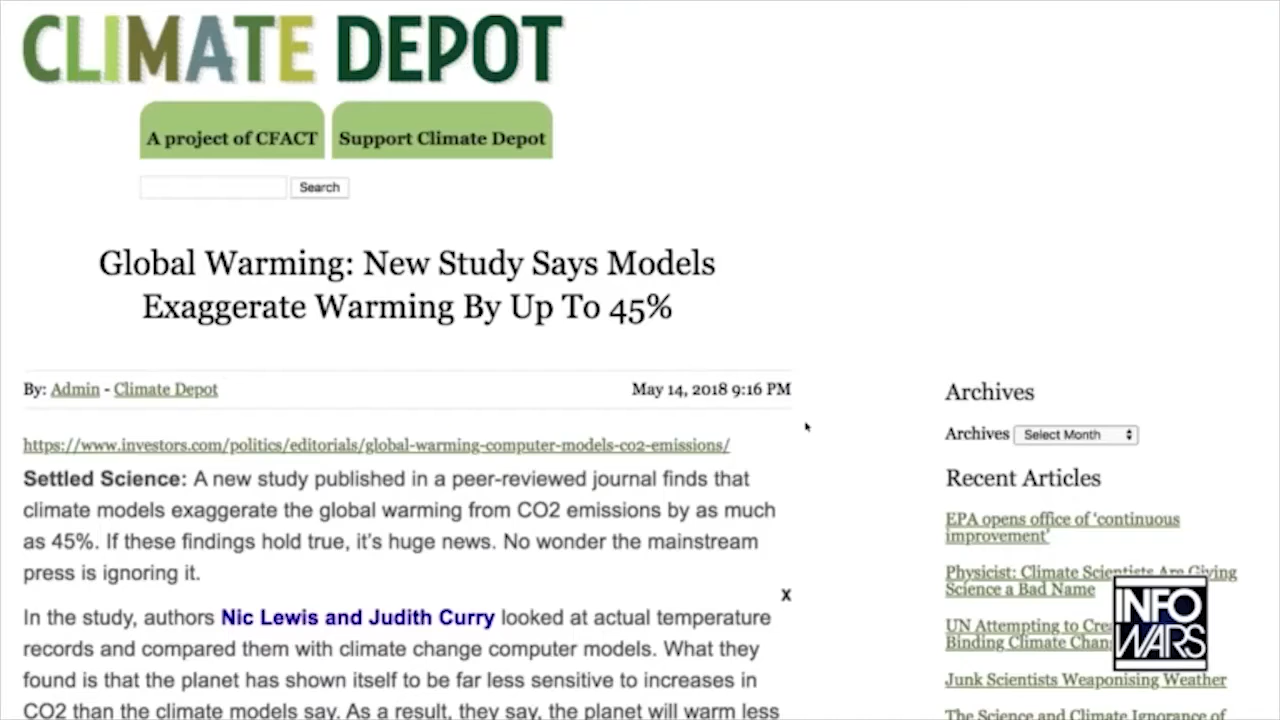 CLIMATE DEPOT
A project of CFACT
Support Climate Depot
Search
Global Warming: New Study Says Models
Exaggerate Warming By Up To 45%
By: Admin - Climate Depot
May 14, 2018 9:16 PM
https://www.investors.com/politics/editorials/global-warming-computer-models-co2-emissions/
Settled Science: A new study published in a peer-reviewed journal finds that
climate models exaggerate the global warming from CO2 emissions by as much
as 45%. If these findings hold true, it's huge news. No wonder the mainstream
press is ignoring it.
X
In the study, authors Nic Lewis and Judith Curry looked at actual temperature
records and compared them with climate change computer models. What they
found is that the planet has shown itself to be far less sensitive to increases in
CO2 than the climate models say. As a result, they say, the planet will warm less
Archives
Archives Select Month
Recent Articles
EPA opens office of 'continuous
improvement'
Physicist: Climate Scientists Are Giving
Science a Bad Name
UN Attempting to
Binding Climate
Junk Scientists Weaponising Weather
The Science and Climate Ignorance of
INFO
WARS